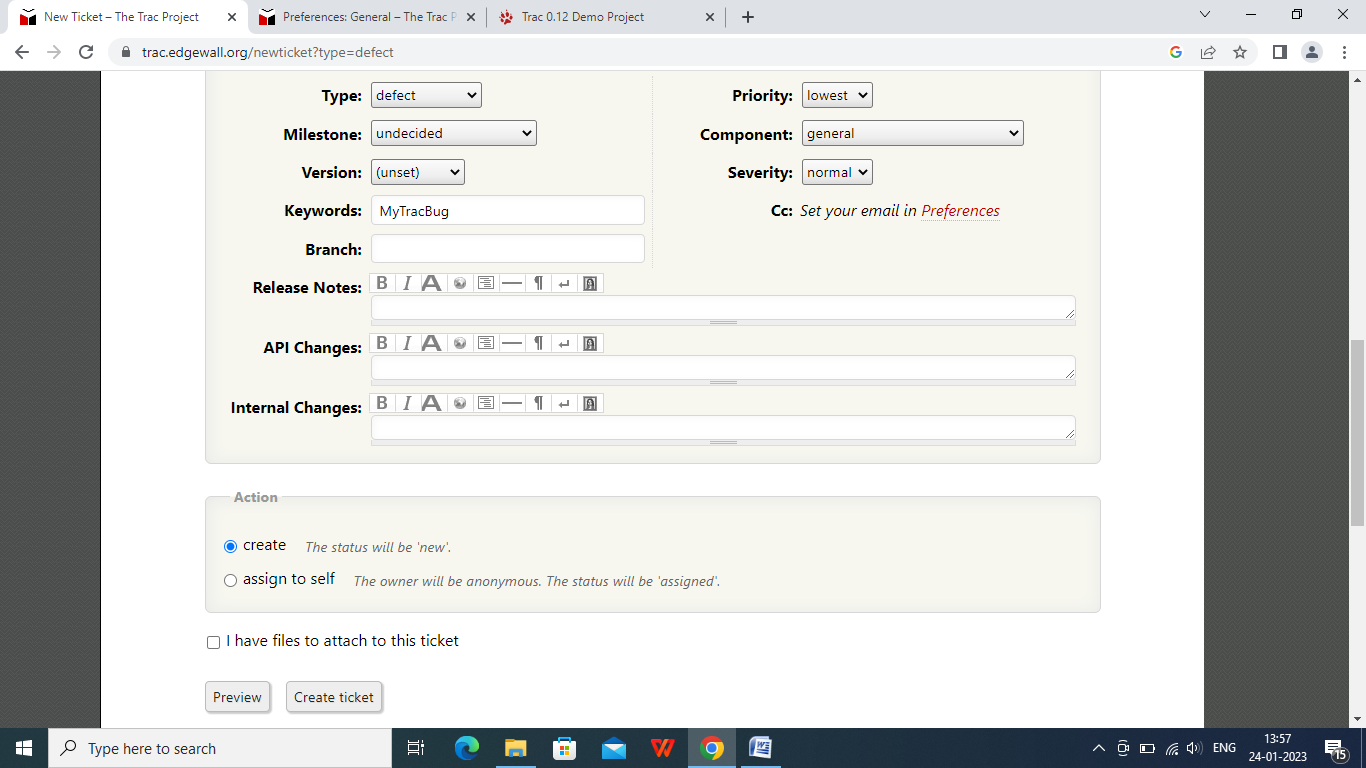 New Ticket – The Trac Project
Preferences: General – The Trac P
Trac 0.12 Demo Project
trac.edgewall.org/newticket?type=defect
Type: defect
Priority: lowest
Milestone: undecided
Component: general
Version: (unset)
Severity: normal
Keywords: MyTracBug
Cc: Set your email in Preferences
Branch:
Release Notes: B I A ¶
API Changes: B I A ¶
Internal Changes: B I A ¶
Action
create The status will be 'new'.
assign to self The owner will be anonymous. The status will be 'assigned'.
I have files to attach to this ticket
Preview Create ticket
Type here to search
ENG
13:57
24-01-2023
15